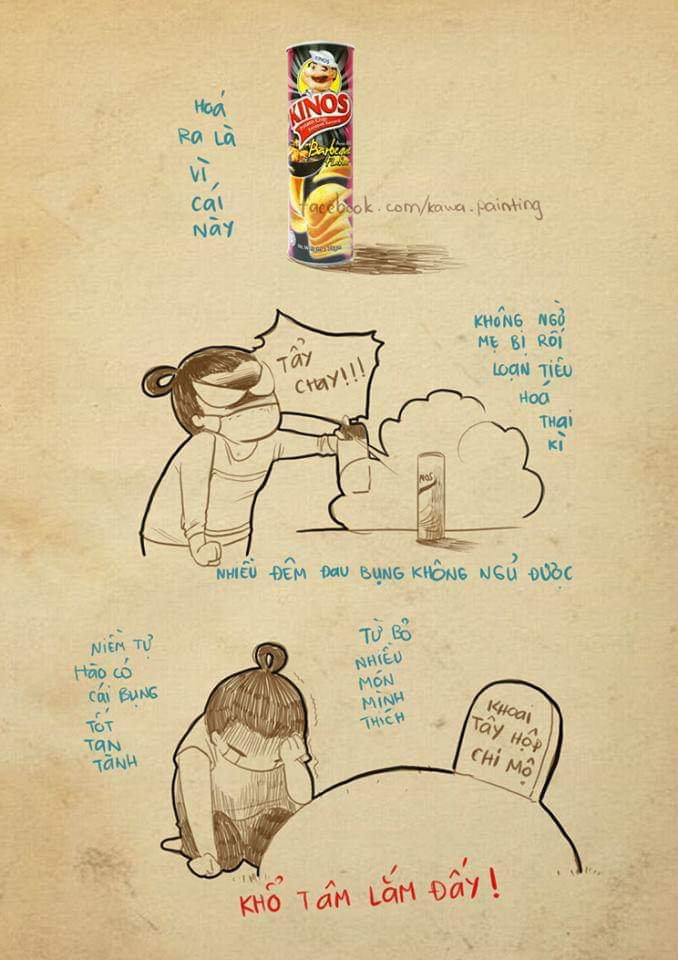 HOÁ
RA LÀ
VÌ
CÁI
NÀY
KINOS
KINOS
Barbecue
Flavour
facebook.com/kawa.painting
TẨY
CHAY!!!
KHÔNG NGỜ
MẸ BỊ RỐI
LOẠN TIÊU
HOÁ
THAI
KÌ
NOS
NHIỀU ĐÊM ĐAU BỤNG KHÔNG NGỦ ĐƯỢC
NIỀM TỰ
HÀO CÓ
CÁI BỤNG
TỐT
TAN
TÀNH
TỪ BỎ
NHIỀU
MÓN
MÌNH
THÍCH
KHOAI
TÂY HỘP
CHI MỘ
KHỔ TÂM LẮM ĐẤY!